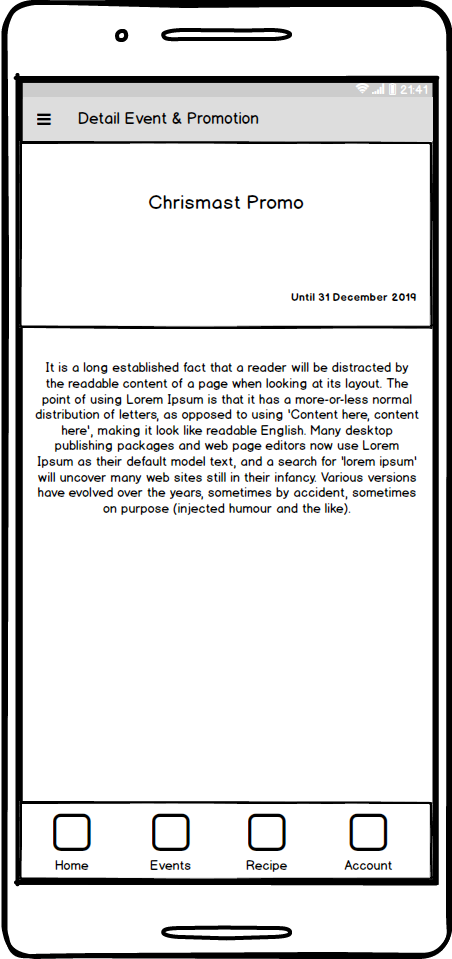 21:41
Detail Event & Promotion
Chrismast Promo
Until 31 December 2019
It is a long established fact that a reader will be distracted by
the readable content of a page when looking at its layout. The
point of using Lorem Ipsum is that it has a more-or-less normal
distribution of letters, as opposed to using 'Content here, content
here', making it look like readable English. Many desktop
publishing packages and web page editors now use Lorem
Ipsum as their default model text, and a search for 'lorem ipsum'
will uncover many web sites still in their infancy. Various versions
have evolved over the years, sometimes by accident, sometimes
on purpose (injected humour and the like).
Home Events Recipe Account